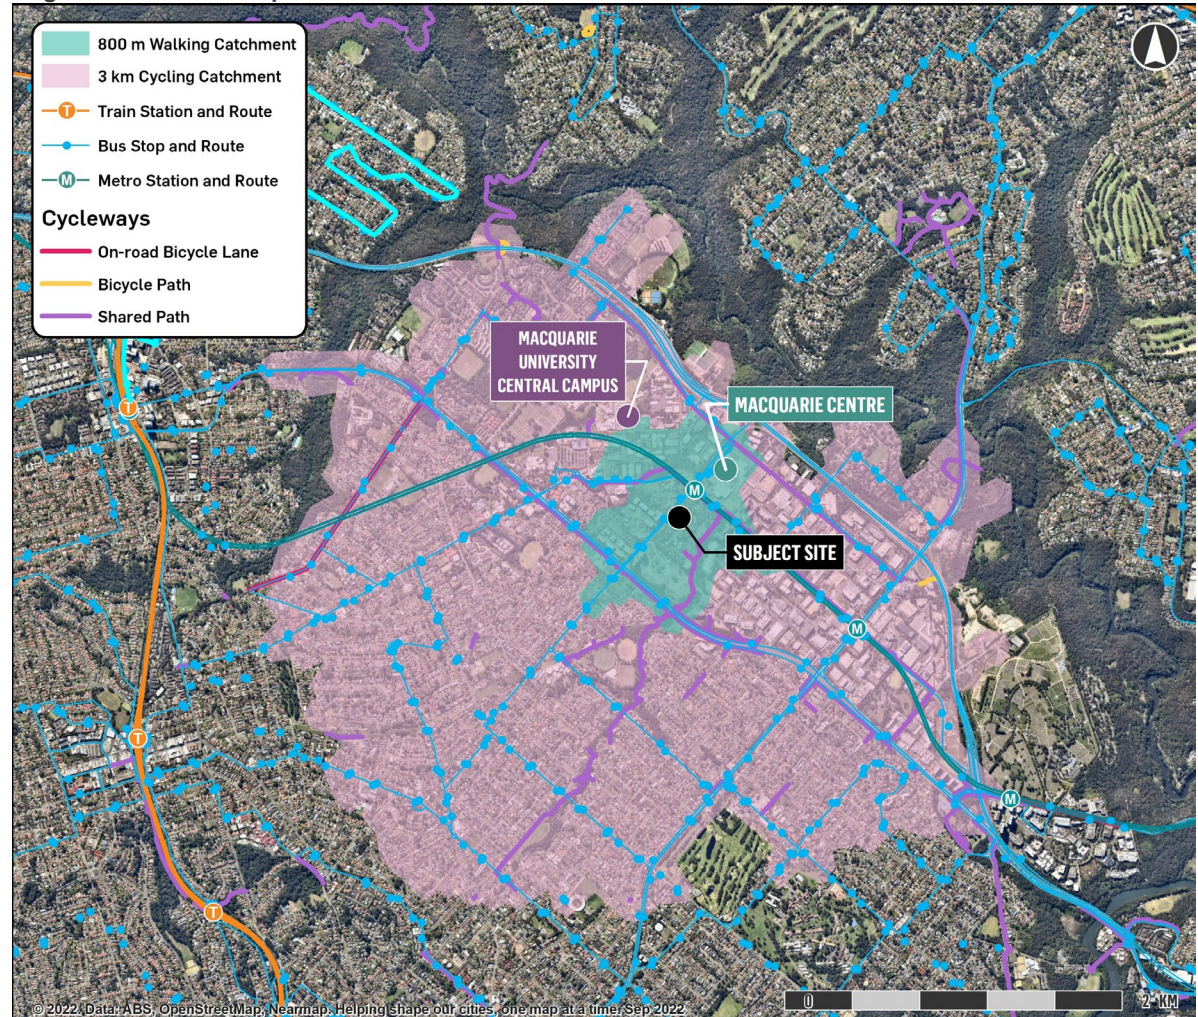 800 m Walking Catchment
3 km Cycling Catchment
T Train Station and Route
Bus Stop and Route
M Metro Station and Route
Cycleways
On-road Bicycle Lane
Bicycle Path
Shared Path
MACQUARIE
UNIVERSITY
CENTRAL CAMPUS
MACQUARIE CENTRE
T
M
SUBJECT SITE
M
T
M
T
© 2022. Data: ABS, OpenStreetMap, Nearmap. Helping shape our cities, one map at a time, Sep 2022
0 2 KM